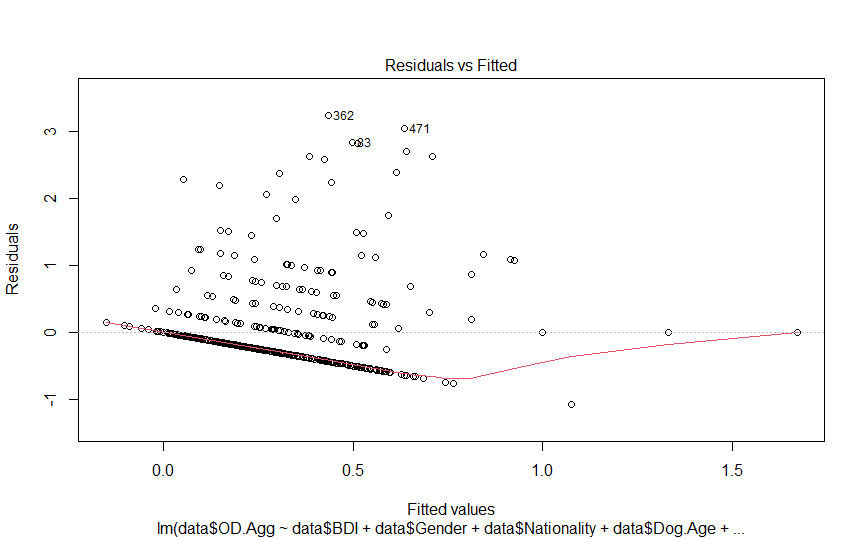 Residuals vs Fitted
362
471
83
3
2
1
0
-1
Residuals
0.0 0.5 1.0 1.5
Fitted values
lm(data$OD.Agg ~ data$BDI + data$Gender + data$Nationality + data$Dog.Age + ...